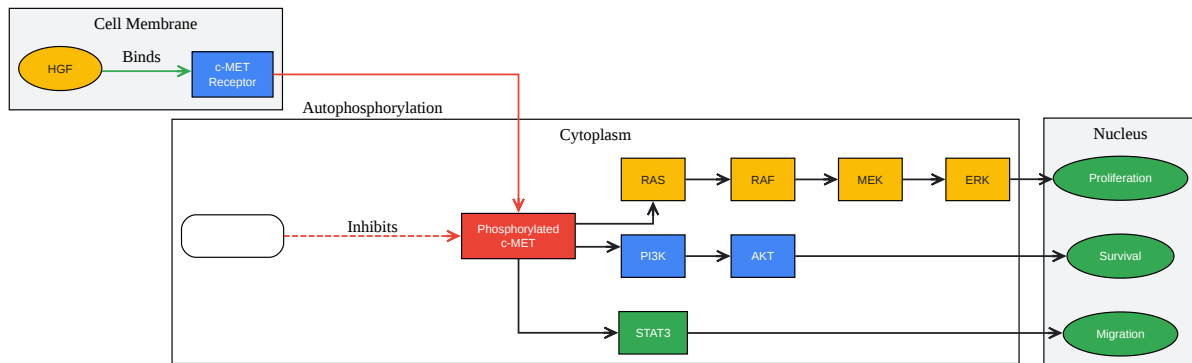 Cell Membrane
HGF
Binds
c-MET
Receptor
Autophosphorylation
Cytoplasm
Nucleus
RAS
RAF
MEK
ERK
Proliferation
Inhibits
Phosphorylated
c-MET
PI3K
AKT
Survival
STAT3
Migration